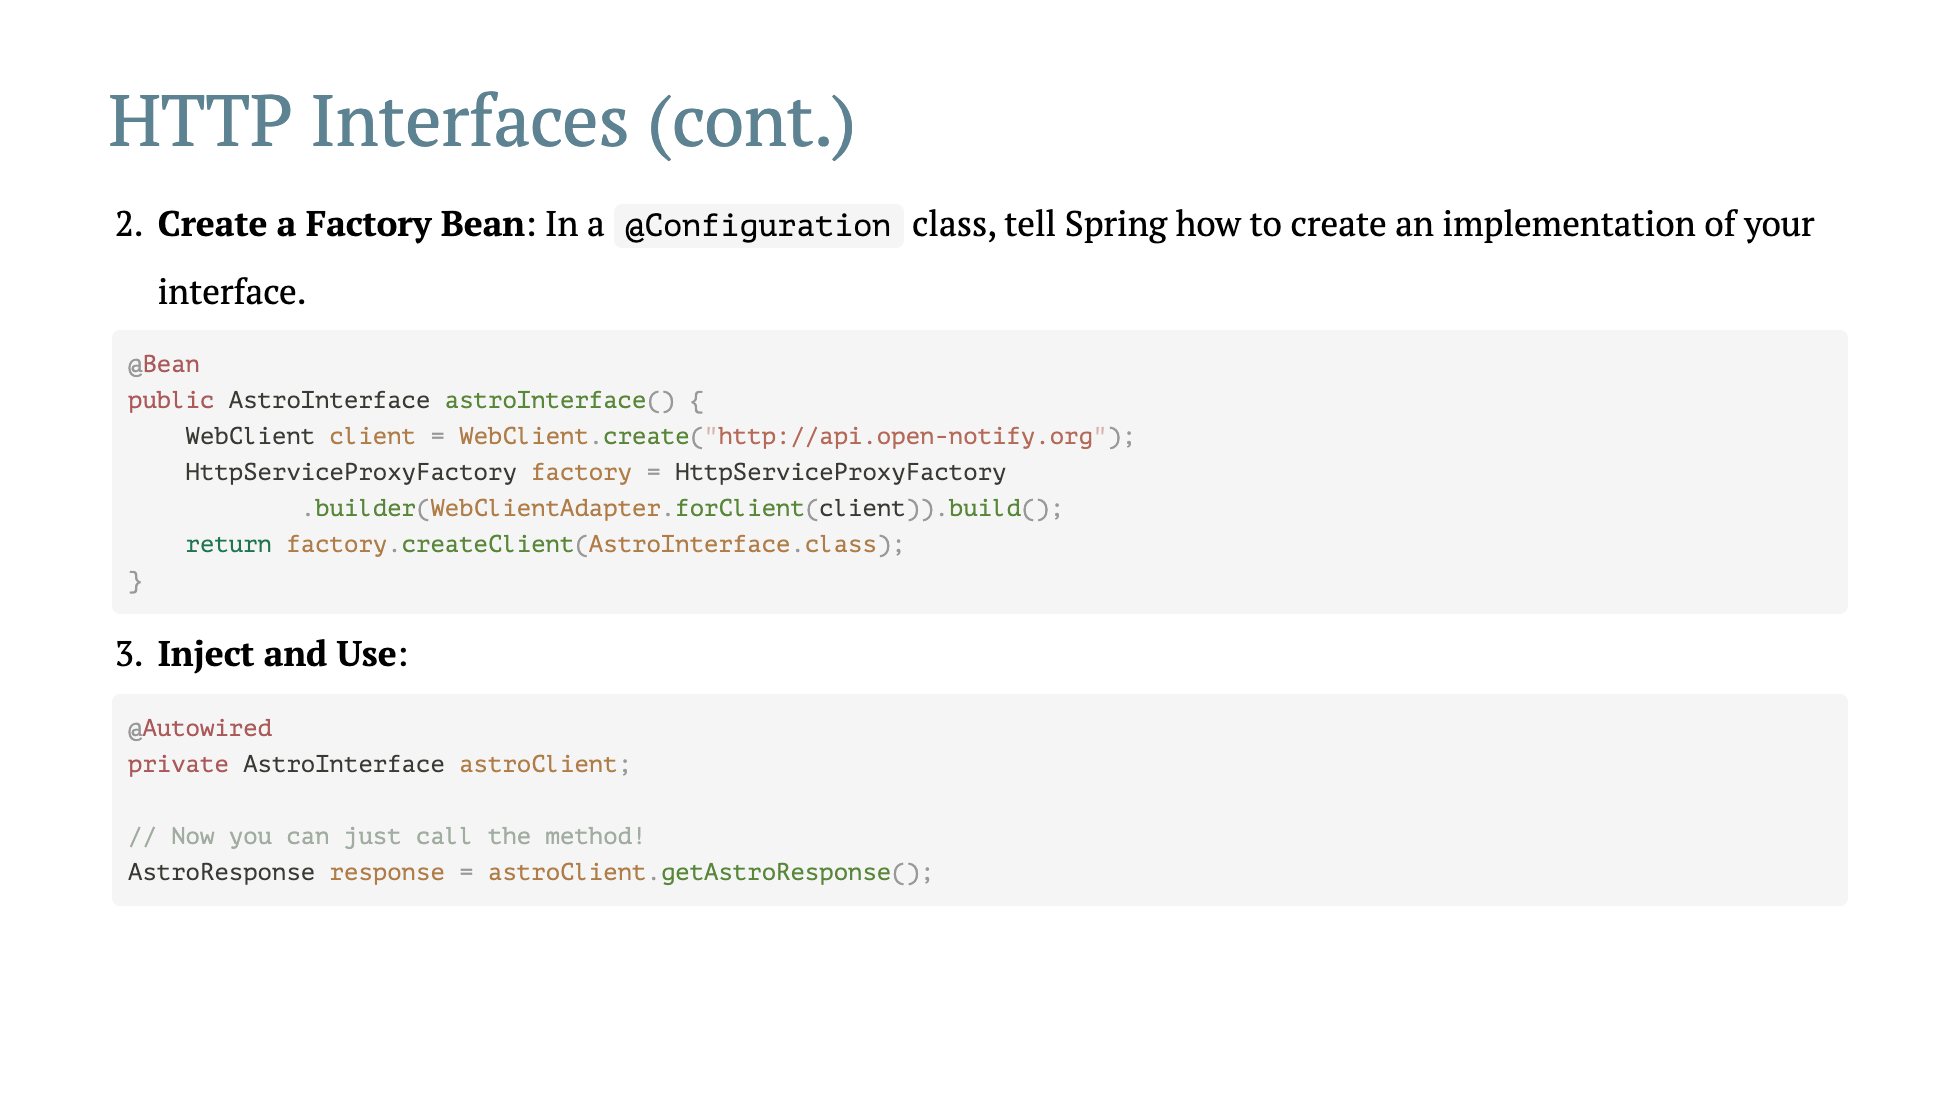 HTTP Interfaces (cont.)
2. Create a Factory Bean: In a @Configuration class, tell Spring how to create an implementation of your
interface.
@Bean
public AstroInterface astroInterface() {
    WebClient client = WebClient.create("http://api.open-notify.org");
    HttpServiceProxyFactory factory = HttpServiceProxyFactory
            .builder(WebClientAdapter.forClient(client)).build();
    return factory.createClient(AstroInterface.class);
}
3. Inject and Use:
@Autowired
private AstroInterface astroClient;
// Now you can just call the method!
AstroResponse response = astroClient.getAstroResponse();